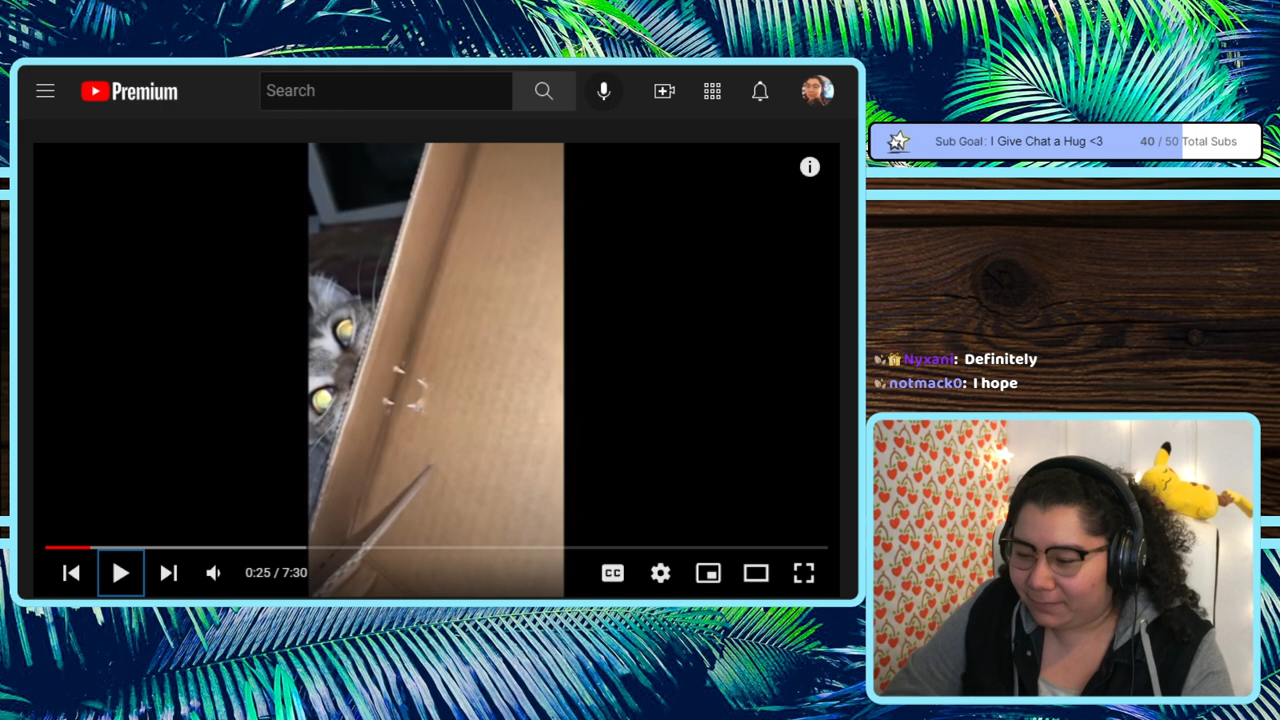 Premium
Search
Sub Goal: I Give Chat a Hug <3 40 / 50 Total Subs
Nyxani: Definitely
notmack0: I hope
0:25 / 7:30
CC